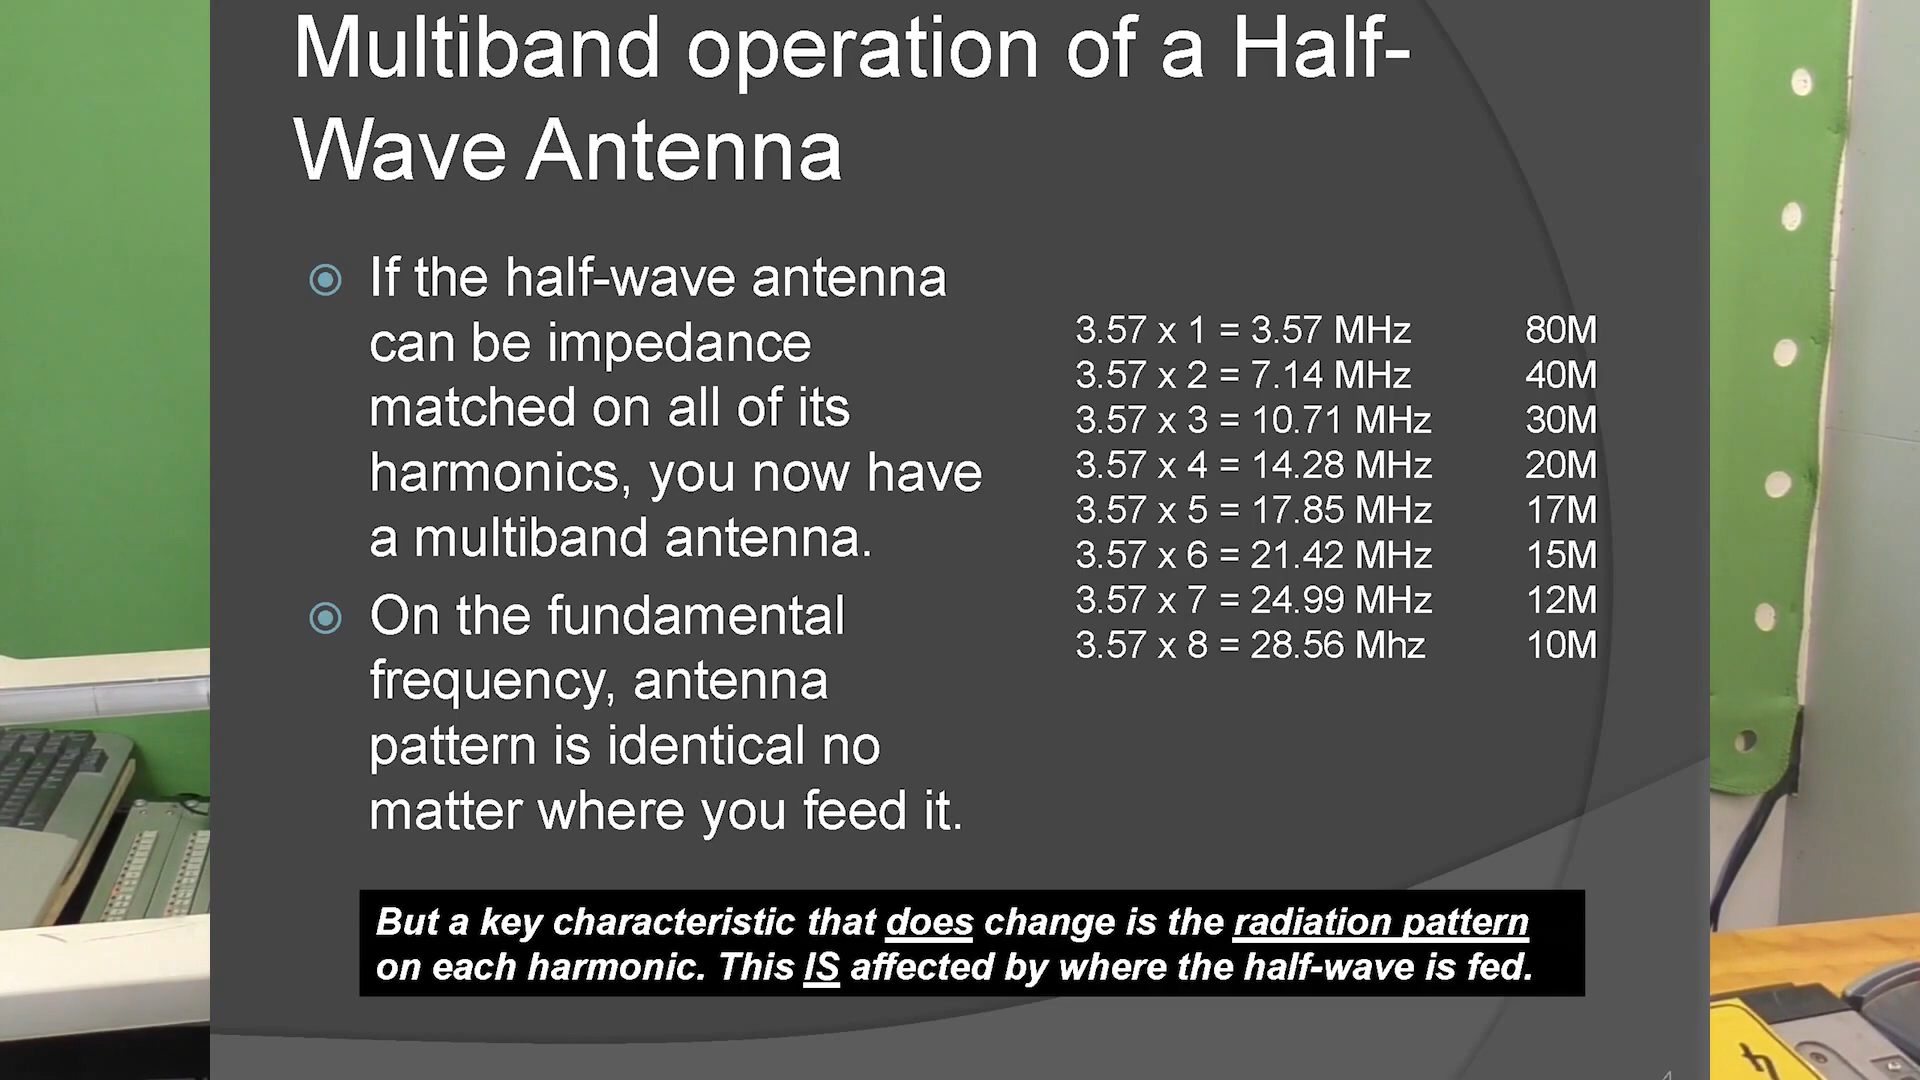 Multiband operation of a Half-
Wave Antenna
If the half-wave antenna
can be impedance
matched on all of its
harmonics, you now have
a multiband antenna.
On the fundamental
frequency, antenna
pattern is identical no
matter where you feed it.
3.57 x 1 = 3.57 MHz 80M
3.57 x 2 = 7.14 MHz 40M
3.57 x 3 = 10.71 MHz 30M
3.57 x 4 = 14.28 MHz 20M
3.57 x 5 = 17.85 MHz 17M
3.57 x 6 = 21.42 MHz 15M
3.57 x 7 = 24.99 MHz 12M
3.57 x 8 = 28.56 Mhz 10M
But a key characteristic that does change is the radiation pattern
on each harmonic. This IS affected by where the half-wave is fed.